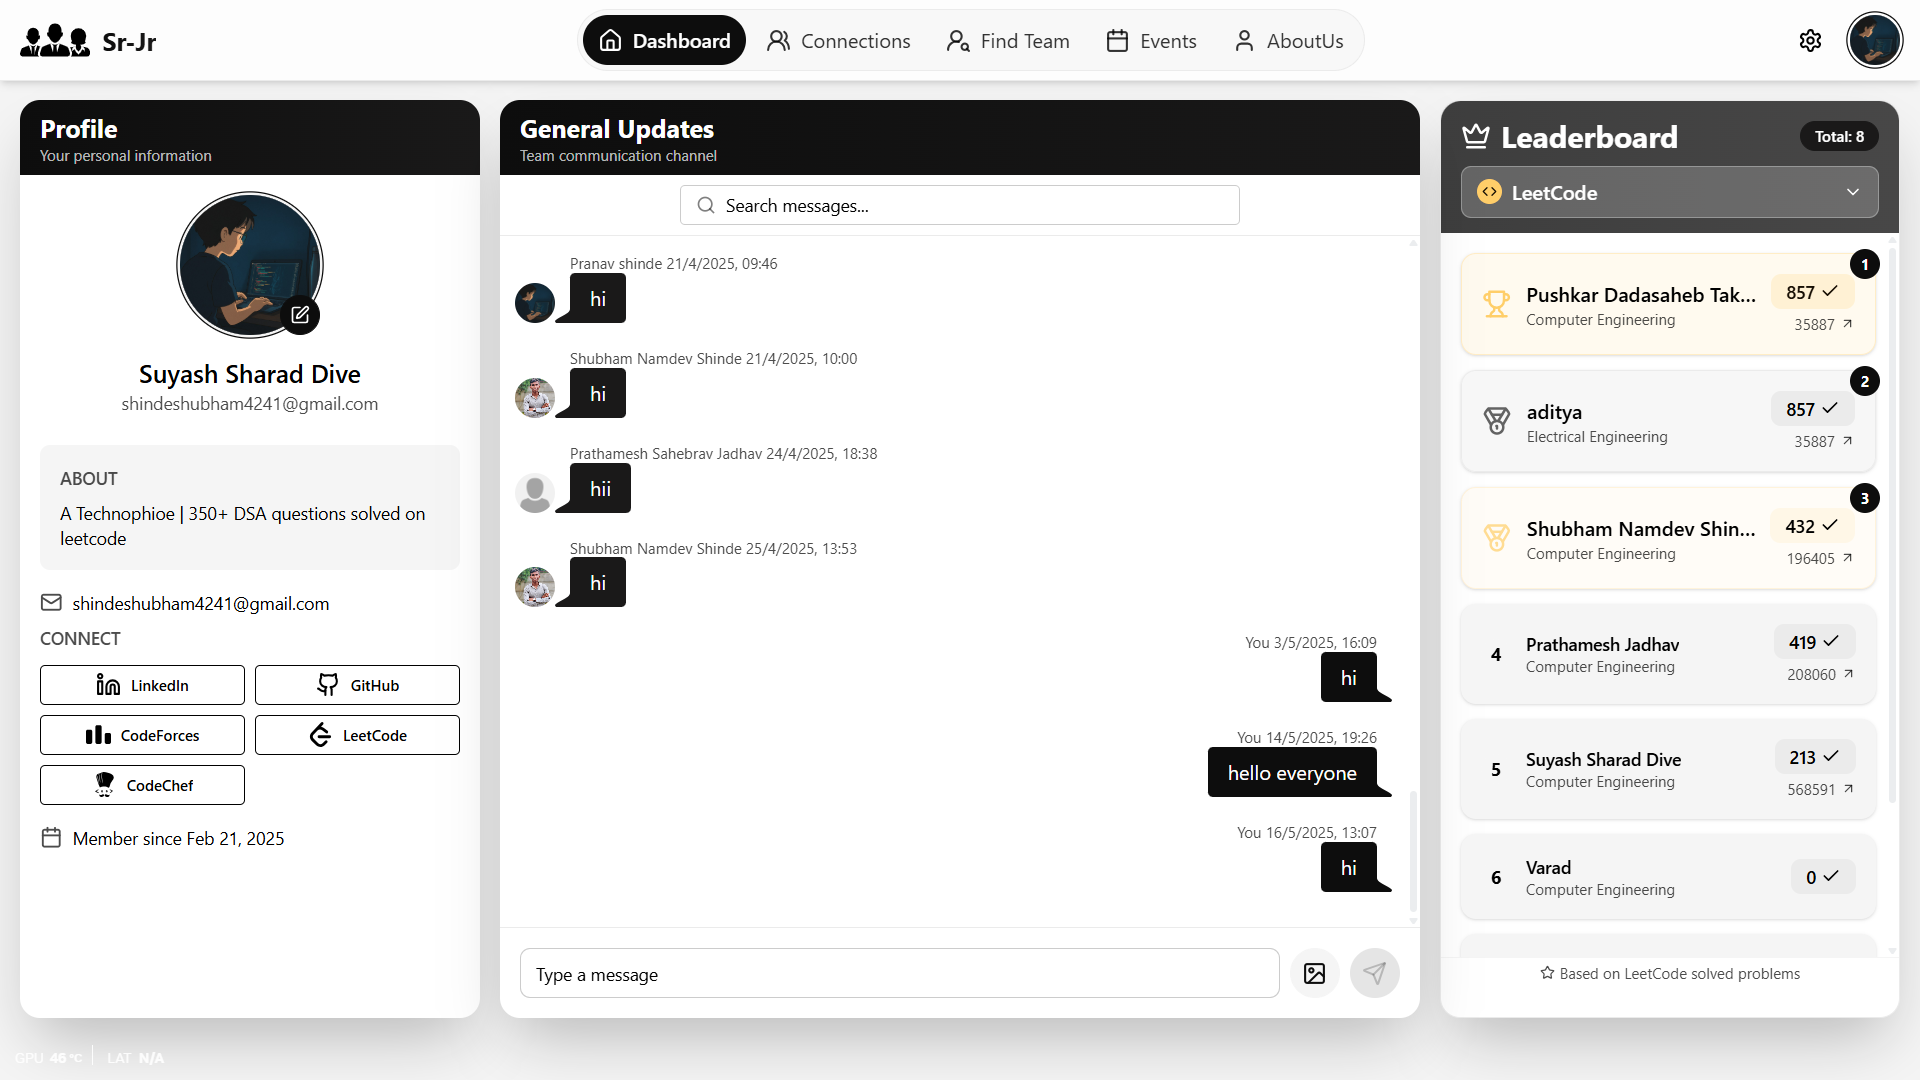 Sr-Jr
Dashboard
Connections
Find Team
Events
AboutUs
Profile
Your personal information
Suyash Sharad Dive
shindeshubham4241@gmail.com
ABOUT
A Technophioe | 350+ DSA questions solved on
leetcode
shindeshubham4241@gmail.com
CONNECT
LinkedIn
GitHub
CodeForces
LeetCode
CodeChef
Member since Feb 21, 2025
General Updates
Team communication channel
Search messages...
Pranav shinde 21/4/2025, 09:46
hi
Shubham Namdev Shinde 21/4/2025, 10:00
hi
Prathamesh Sahebrav Jadhav 24/4/2025, 18:38
hii
Shubham Namdev Shinde 25/4/2025, 13:53
hi
You 3/5/2025, 16:09
hi
You 14/5/2025, 19:26
hello everyone
You 16/5/2025, 13:07
hi
Type a message
Leaderboard
Total: 8
LeetCode
1
Pushkar Dadasaheb Tak...
857
Computer Engineering
35887
2
aditya
857
Electrical Engineering
35887
3
Shubham Namdev Shin...
432
Computer Engineering
196405
4
Prathamesh Jadhav
419
Computer Engineering
208060
5
Suyash Sharad Dive
213
Computer Engineering
568591
6
Varad
0
Computer Engineering
Based on LeetCode solved problems
GPU 46 °C
LAT N/A